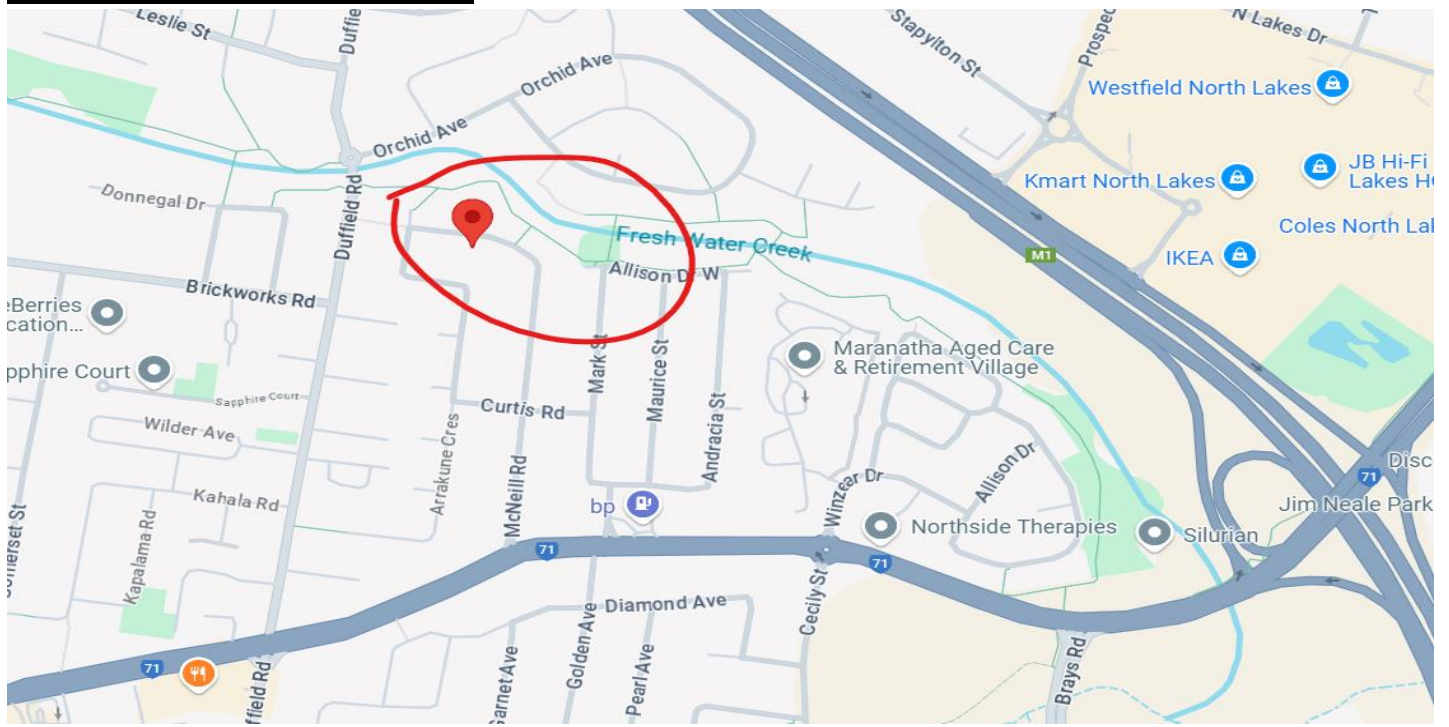 Leslie St
Duffie
Orchid Ave
Stapylton St
Prospec
N Lakes Dr
Westfield North Lakes
Orchid Ave
JB Hi-Fi
Lakes H
Kmart North Lakes
Donnegal Dr
Duffield Rd
Fresh Water Creek
Coles North Lak
M1
IKEA
Allison Dr W
Brickworks Rd
eBerries
cation...
Maranatha Aged Care
& Retirement Village
Mark St
Maurice St
pphire Court
Sapphire Court
Curtis Rd
Andracia St
Wilder Ave
Arrakune Cres
McNeill Rd
Allison Dr
Disc
71
Winzear Dr
Kahala Rd
bp
Jim Neale Park
Northside Therapies
Silurian
omerset St
Kapalama Rd
71
71
Cecily St
Diamond Ave
Golden Ave
Brays Rd
71
ffield Rd
Garnet Ave
Pearl Ave